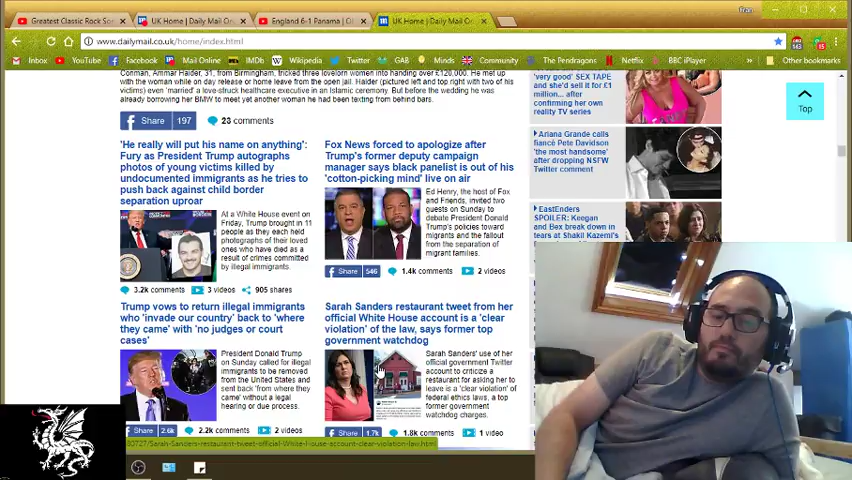 Greatest Classic Rock Son
UK Home | Daily Mail On
England 6-1 Panama | G
UK Home | Daily Mail On
www.dailymail.co.uk/home/index.html
Inbox
YouTube
Facebook
Mail Online
IMDb
Wikipedia
Twitter
GAB
Minds
Christianity
The Pendragons
Netflix
BBC iPlayer
Other bookmarks
Conman, Ammar Haider, 31, from Birmingham, tricked three lovelorn women into handing over £120,000. He met up
with the woman while on day release or home leave from the open jail. Haider (pictured left and top right with two of his
victims) even 'married' a love-struck healthcare executive in an Islamic ceremony. But before the wedding he was
already borrowing her BMW to meet yet another woman he had been texting from behind bars.
Share 197
23 comments
'He really will put his name on anything':
Fury as President Trump autographs
photos of young victims killed by
undocumented immigrants as he tries to
push back against child border
separation uproar
At a White House event on
Friday, Trump brought in 11
people as they each held
photographs of their loved
ones who have died as a
result of crimes committed
by illegal immigrants.
3.2k comments
3 videos
905 shares
Fox News forced to apologize after
Trump's former deputy campaign
manager says black panelist is out of his
'cotton-picking mind' live on air
Ed Henry, the host of Fox
and Friends, invited two
guests on Sunday to
debate President Donald
Trump's policies toward
migrants and the fallout
from the separation of
migrant families.
Share 546
1.4k comments
2 videos
Trump vows to return illegal immigrants
who 'invade our country' back to 'where
they came' with 'no judges or court
cases'
President Donald Trump
on Sunday called for illegal
immigrants to be removed
from the United States and
sent back 'from where they
came' without a legal
hearing or due process.
Share 2.6k
2.2k comments
2 videos
Sarah Sanders restaurant tweet from her
official White House account is a 'clear
violation' of the law, says former top
government watchdog
Sarah Sanders' use of her
official government Twitter
account to criticize a
restaurant for asking her to
leave is a 'clear violation' of
federal ethics laws, a top
former government
watchdog charges.
Share 1.7k
1.8k comments
1 video
'very good' SEX TAPE
and she'd sell it for £1
million... after
confirming her own
reality TV series
Ariana Grande calls
fiancé Pete Davidson
'the most handsome'
after dropping NSFW
Twitter comment
EastEnders
SPOILER: Keegan
and Bex break down in
tears at Shakil Kazemi's
Top